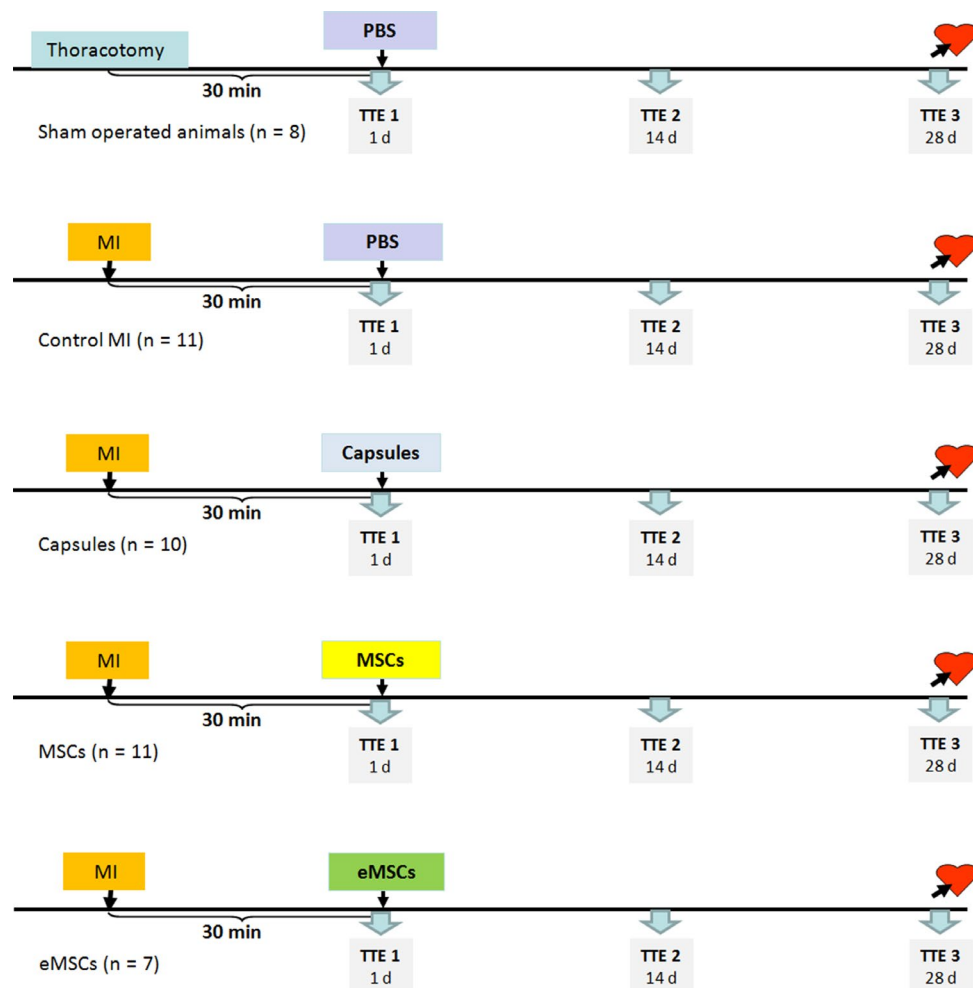 PBS
Thoracotomy
30 min
Sham operated animals (n = 8)
TTE 1
1 d
TTE 2
14 d
TTE 3
28 d
MI
PBS
30 min
Control MI (n = 11)
TTE 1
1 d
TTE 2
14 d
TTE 3
28 d
MI
Capsules
30 min
Capsules (n = 10)
TTE 1
1 d
TTE 2
14 d
TTE 3
28 d
MI
MSCs
30 min
MSCs (n = 11)
TTE 1
1 d
TTE 2
14 d
TTE 3
28 d
MI
eMSCs
30 min
eMSCs (n = 7)
TTE 1
1 d
TTE 2
14 d
TTE 3
28 d